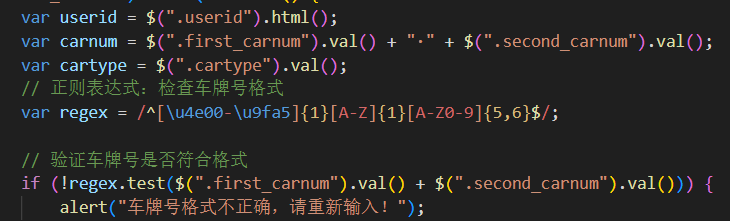 var userid = $(".userid").html();
var carnum = $(".first_carnum").val() + "·" + $(".second_carnum").val();
var cartype = $(".cartype").val();
// 正则表达式：检查车牌号格式
var regex = /^[\u4e00-\u9fa5]{1}[A-Z]{1}[A-Z0-9]{5,6}$/;
// 验证车牌号是否符合格式
if (!regex.test($(".first_carnum").val() + $(".second_carnum").val())) {
alert("车牌号格式不正确，请重新输入！");